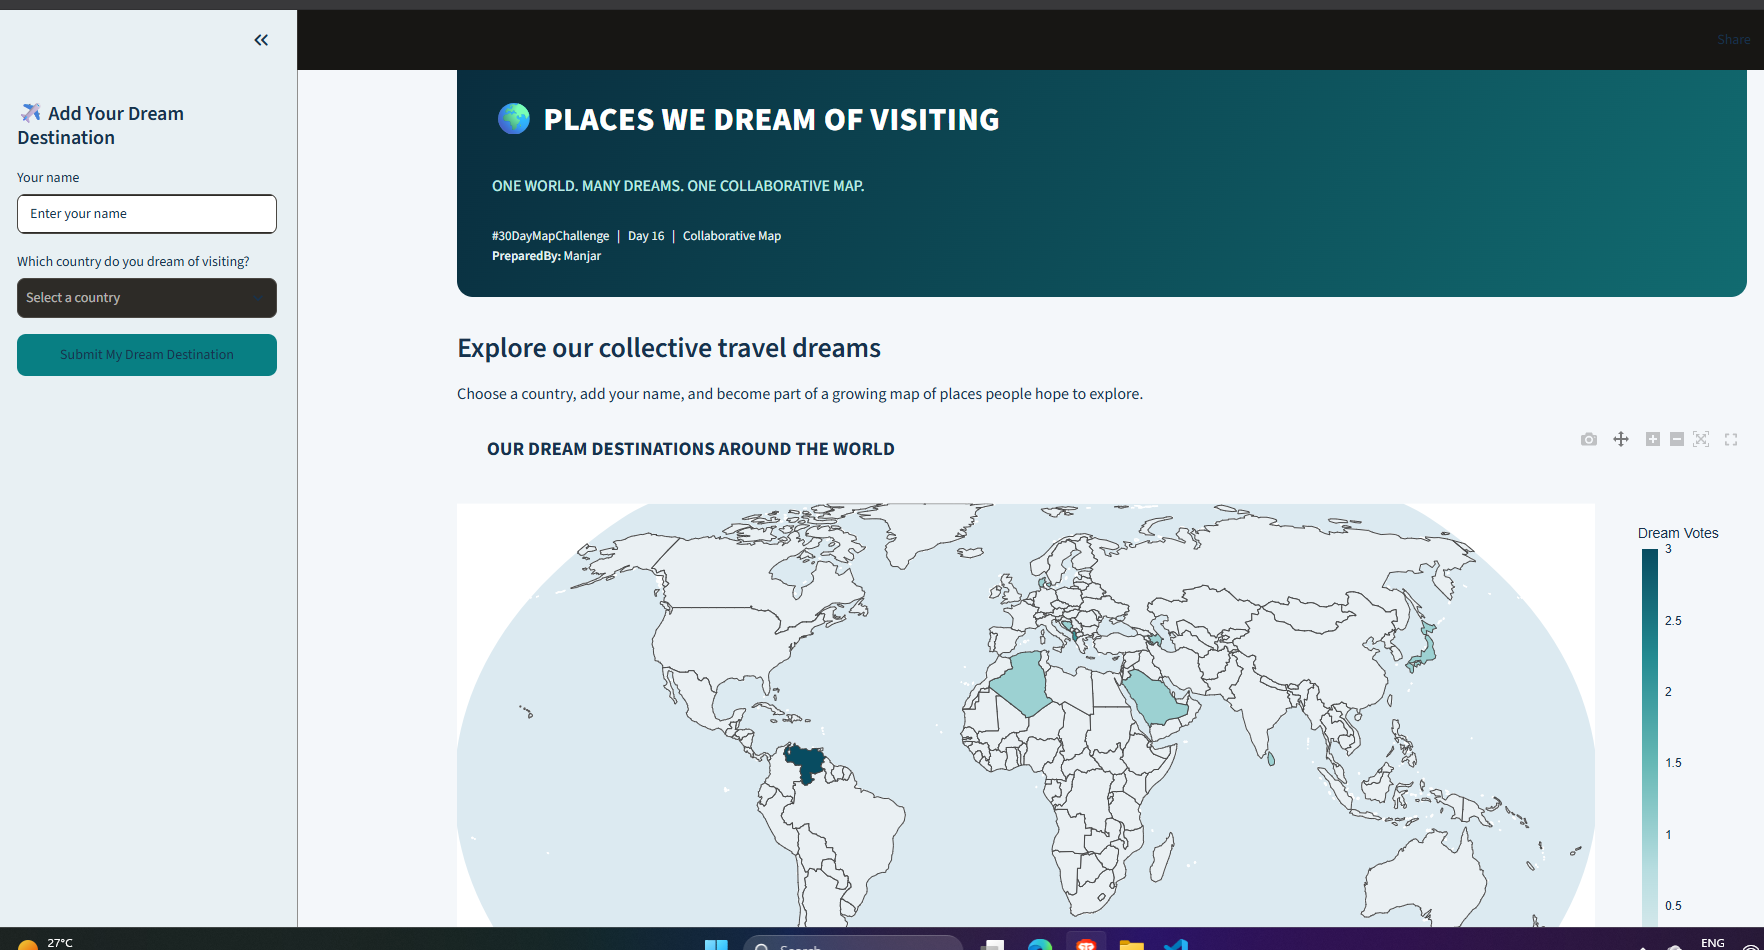 Share
Add Your Dream
Destination
Your name
Enter your name
Which country do you dream of visiting?
Select a country
Submit My Dream Destination
PLACES WE DREAM OF VISITING
ONE WORLD. MANY DREAMS. ONE COLLABORATIVE MAP.
#30DayMapChallenge | Day 16 | Collaborative Map
PreparedBy: Manjar
Explore our collective travel dreams
Choose a country, add your name, and become part of a growing map of places people hope to explore.
OUR DREAM DESTINATIONS AROUND THE WORLD
Dream Votes
3
2.5
2
1.5
1
0.5
27°C
Search
ENG